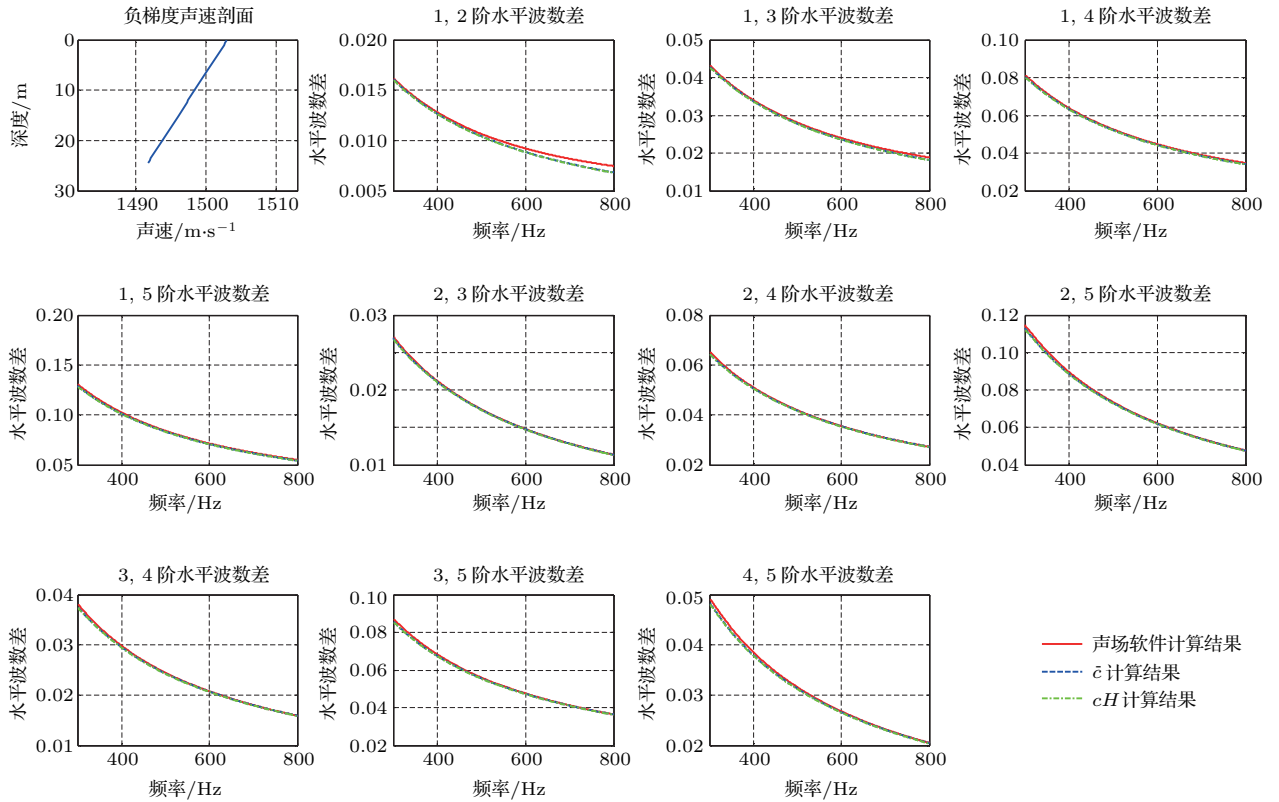 负梯度声速剖面
0
10
20
30
深度/m
1490
1500
1510
声速/m·s⁻¹
1, 2 阶水平波数差
0.020
0.015
0.010
0.005
水平波数差
400
600
800
频率/Hz
1, 3 阶水平波数差
0.05
0.04
0.03
0.02
0.01
水平波数差
400
600
800
频率/Hz
1, 4 阶水平波数差
0.10
0.08
0.06
0.04
0.02
水平波数差
400
600
800
频率/Hz
1, 5 阶水平波数差
0.20
0.15
0.10
0.05
水平波数差
400
600
800
频率/Hz
2, 3 阶水平波数差
0.03
0.02
0.01
水平波数差
400
600
800
频率/Hz
2, 4 阶水平波数差
0.08
0.06
0.04
0.02
水平波数差
400
600
800
频率/Hz
2, 5 阶水平波数差
0.12
0.10
0.08
0.06
0.04
水平波数差
400
600
800
频率/Hz
3, 4 阶水平波数差
0.04
0.03
0.02
0.01
水平波数差
400
600
800
频率/Hz
3, 5 阶水平波数差
0.10
0.08
0.06
0.04
0.02
水平波数差
400
600
800
频率/Hz
4, 5 阶水平波数差
0.05
0.04
0.03
0.02
水平波数差
400
600
800
频率/Hz
声场软件计算结果
c̄ 计算结果
cH 计算结果